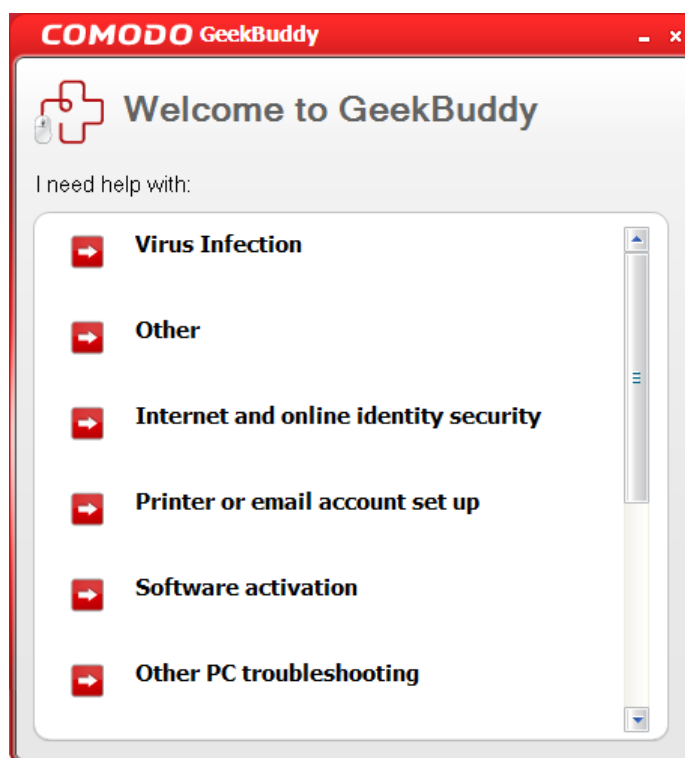 COMODO GeekBuddy
Welcome to GeekBuddy
I need help with:
Virus Infection
Other
Internet and online identity security
Printer or email account set up
Software activation
Other PC troubleshooting